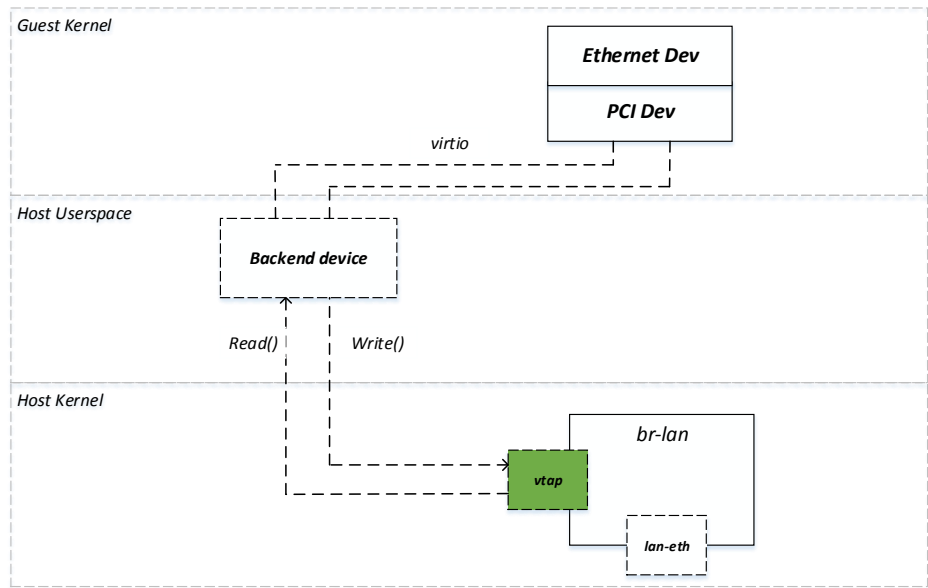 Guest Kernel
Ethernet Dev
PCI Dev
virtio
Host Userspace
Backend device
Read()
Write()
Host Kernel
br-lan
vtap
lan-eth